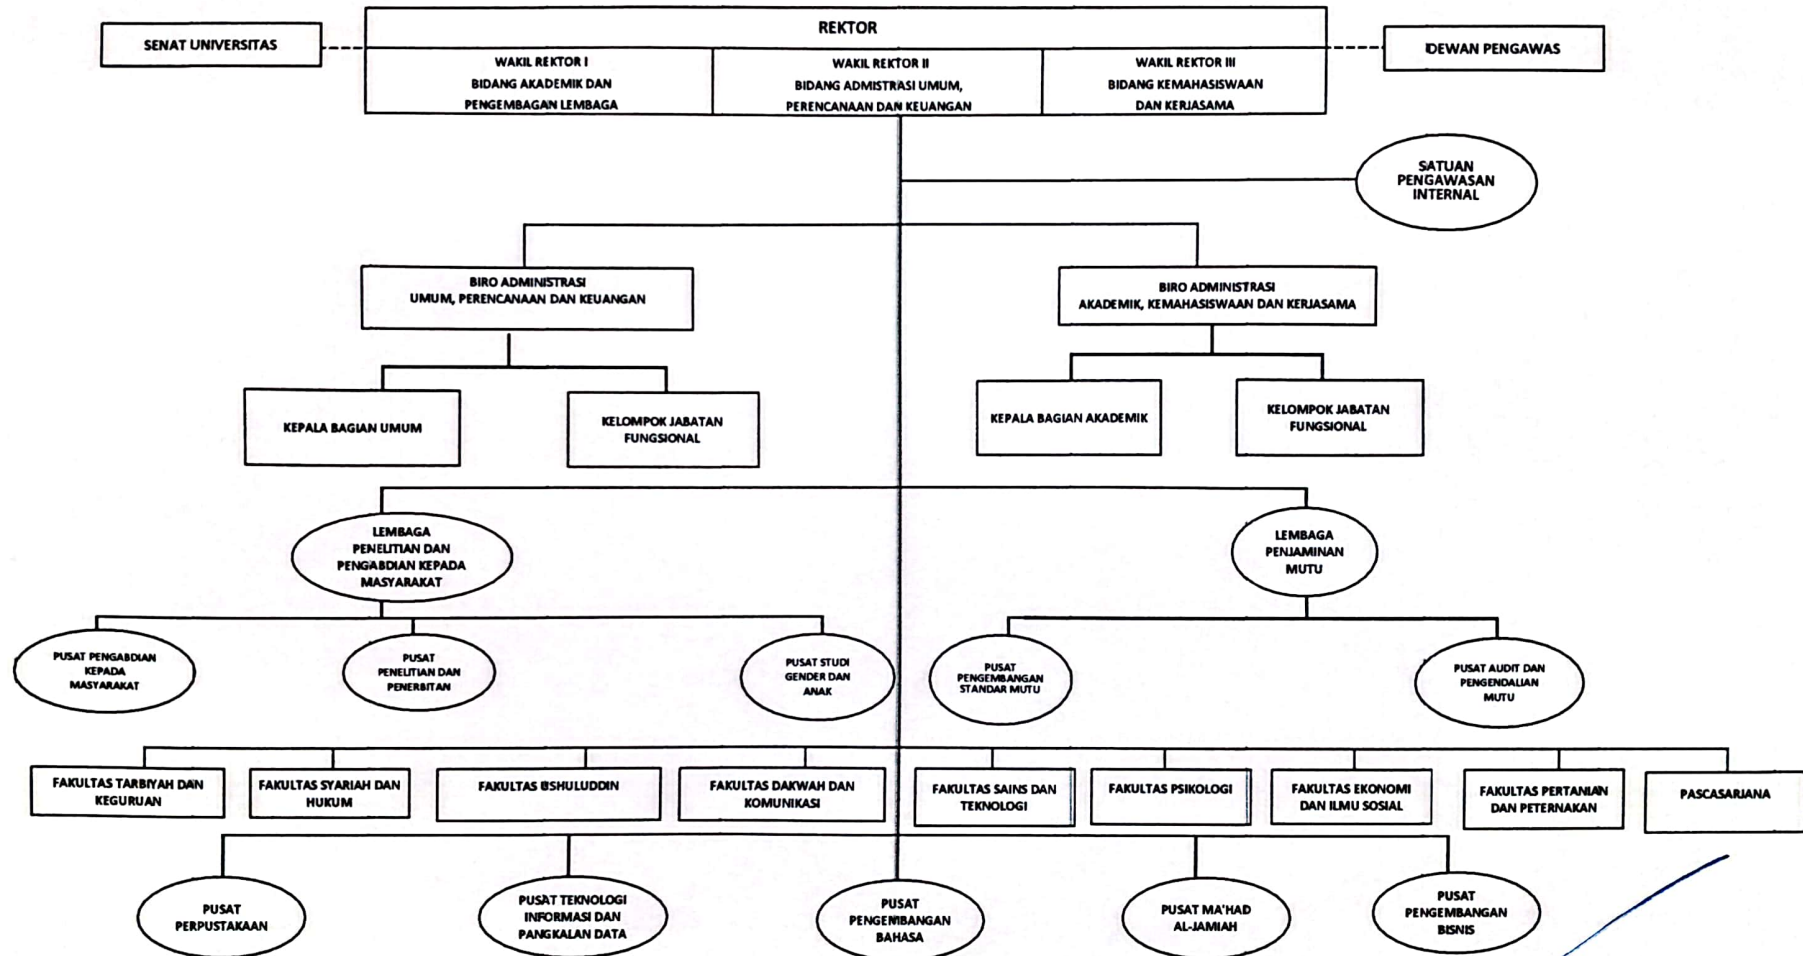 SENAT UNIVERSITAS
REKTOR
DEWAN PENGAWAS
WAKIL REKTOR I
BIDANG AKADEMIK DAN
PENGEMBAGAN LEMBAGA
WAKIL REKTOR II
BIDANG ADMISTRASI UMUM,
PERENCANAAN DAN KEUANGAN
WAKIL REKTOR III
BIDANG KEMAHASISWAAN
DAN KERJASAMA
SATUAN
PENGAWASAN
INTERNAL
BIRO ADMINISTRASI
UMUM, PERENCANAAN DAN KEUANGAN
BIRO ADMINISTRASI
AKADEMIK, KEMAHASISWAAN DAN KERJASAMA
KEPALA BAGIAN UMUM
KELOMPOK JABATAN
FUNGSIONAL
KEPALA BAGIAN AKADEMIK
KELOMPOK JABATAN
FUNGSIONAL
LEMBAGA
PENELITIAN DAN
PENGABDIAN KEPADA
MASYARAKAT
LEMBAGA
PENJAMINAN
MUTU
PUSAT PENGABDIAN
KEPADA
MASYARAKAT
PUSAT
PENELITIAN DAN
PENERBITAN
PUSAT STUDI
GENDER DAN
ANAK
PUSAT
PENGEMBANGAN
STANDAR MUTU
PUSAT AUDIT DAN
PENGENDALIAN
MUTU
FAKULTAS TARBIYAH DAN
KEGURUAN
FAKULTAS SYARIAH DAN
HUKUM
FAKULTAS USHULUDDIN
FAKULTAS DAKWAH DAN
KOMUNIKASI
FAKULTAS SAINS DAN
TEKNOLOGI
FAKULTAS PSIKOLOGI
FAKULTAS EKONOMI
DAN ILMU SOSIAL
FAKULTAS PERTANIAN
DAN PETERNAKAN
PASCASARJANA
PUSAT
PERPUSTAKAAN
PUSAT TEKNOLOGI
INFORMASI DAN
PANGKALAN DATA
PUSAT
PENGEMBANGAN
BAHASA
PUSAT MA'HAD
AL-JAMIAH
PUSAT
PENGEMBANGAN
BISNIS